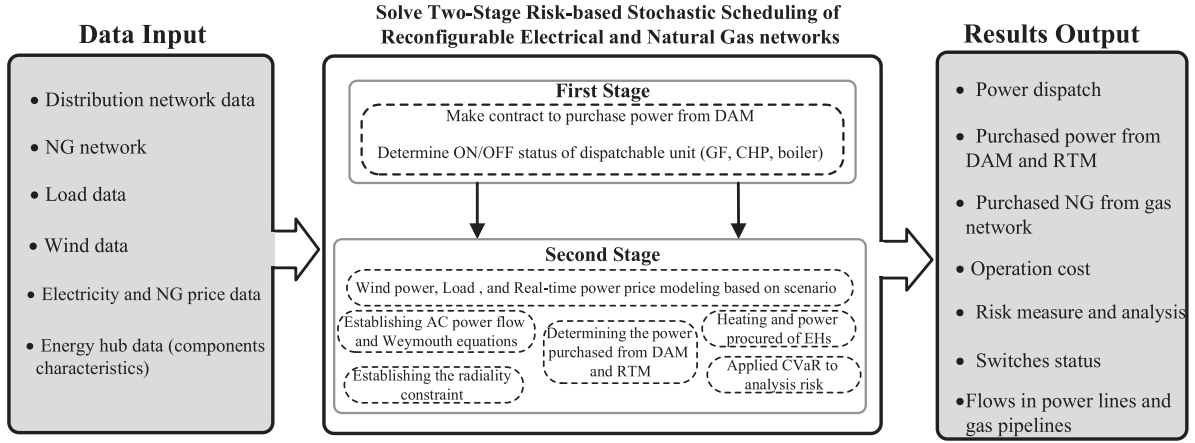 Data Input
• Distribution network data
• NG network
• Load data
• Wind data
• Electricity and NG price data
• Energy hub data (components
characteristics)
Solve Two-Stage Risk-based Stochastic Scheduling of
Reconfigurable Electrical and Natural Gas networks
First Stage
Make contract to purchase power from DAM
Determine ON/OFF status of dispatchable unit (GF, CHP, boiler)
Second Stage
Wind power, Load , and Real-time power price modeling based on scenario
Establishing AC power flow
and Weymouth equations
Establishing the radiality
constraint
Determining the power
purchased from DAM
and RTM
Heating and power
procured of EHs
Applied CVaR to
analysis risk
Results Output
• Power dispatch
• Purchased power from
DAM and RTM
• Purchased NG from gas
network
• Operation cost
• Risk measure and analysis
• Switches status
•Flows in power lines and
gas pipelines